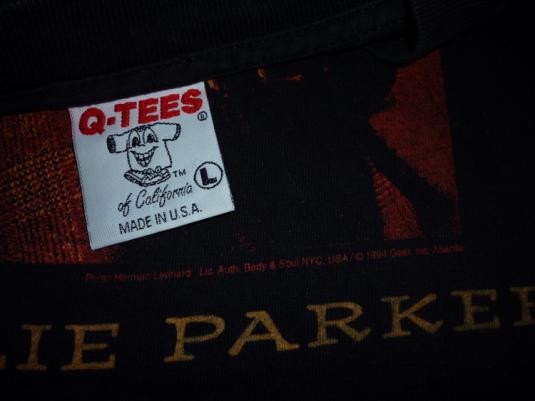 Q-TEES ®
TM
L
of California
MADE IN U.S.A.
Photo: Herman Leonard Lic. Auth. Body & Soul NYC, USA / © 1994 Gear, Inc. Atlanta
LIE PARKER